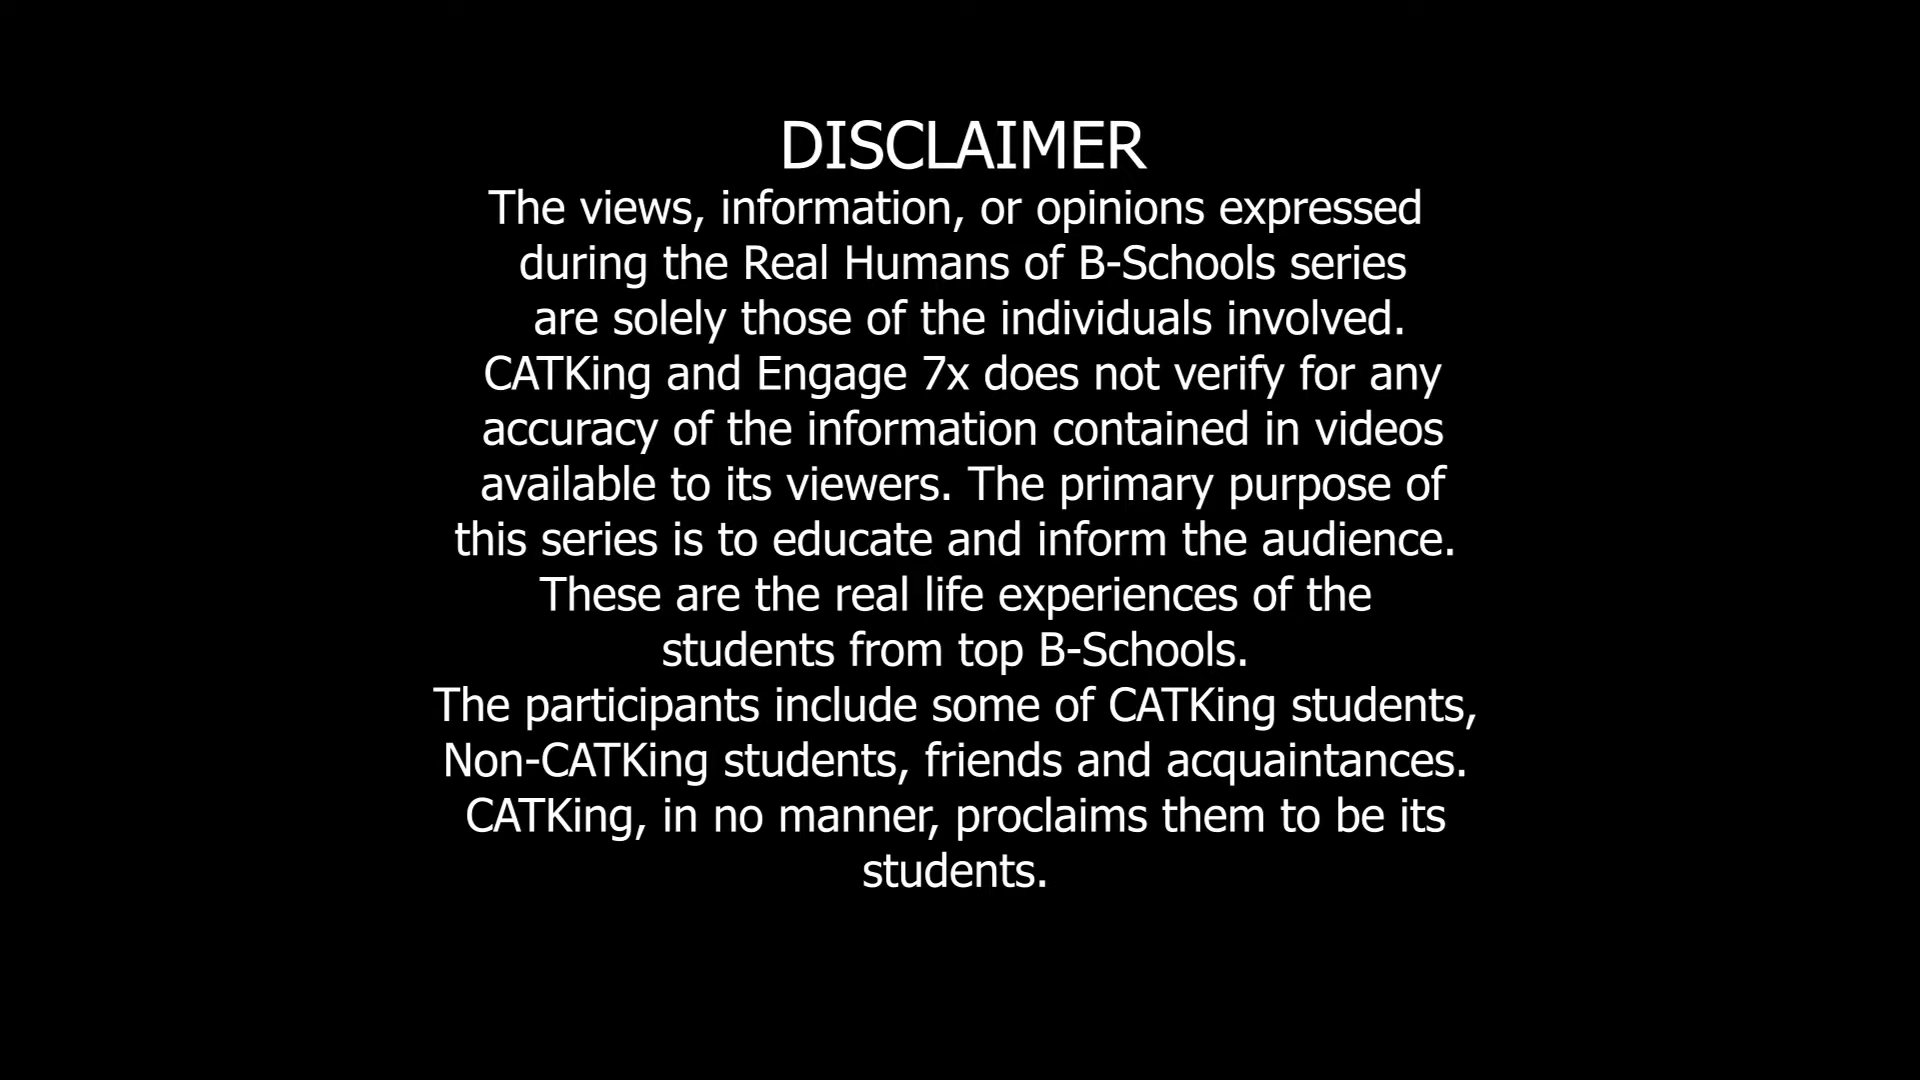 DISCLAIMER
The views, information, or opinions expressed
during the Real Humans of B-Schools series
are solely those of the individuals involved.
CATKing and Engage 7x does not verify for any
accuracy of the information contained in videos
available to its viewers. The primary purpose of
this series is to educate and inform the audience.
These are the real life experiences of the
students from top B-Schools.
The participants include some of CATKing students,
Non-CATKing students, friends and acquaintances.
CATKing, in no manner, proclaims them to be its
students.